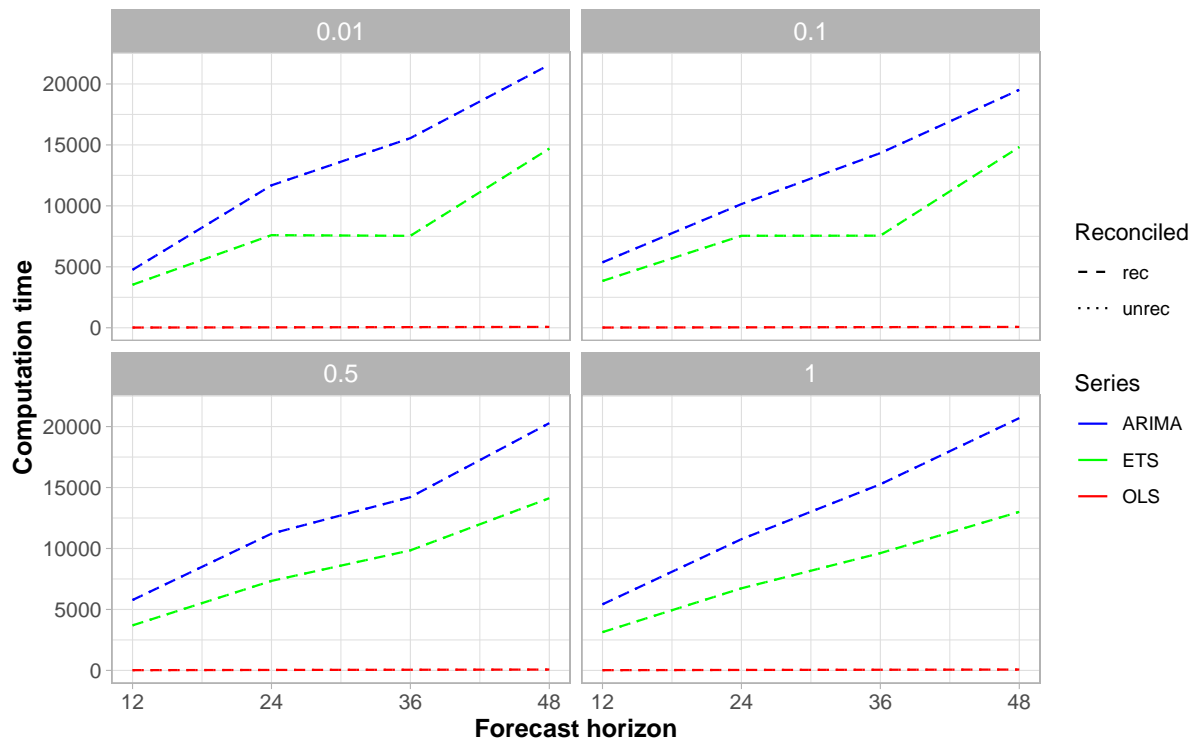 0.01
0.1
20000
15000
10000
5000
0
0.5
1
20000
15000
10000
5000
0
12
24
36
48
12
24
36
48
Forecast horizon
Computation time
Reconciled
rec
unrec
Series
ARIMA
ETS
OLS